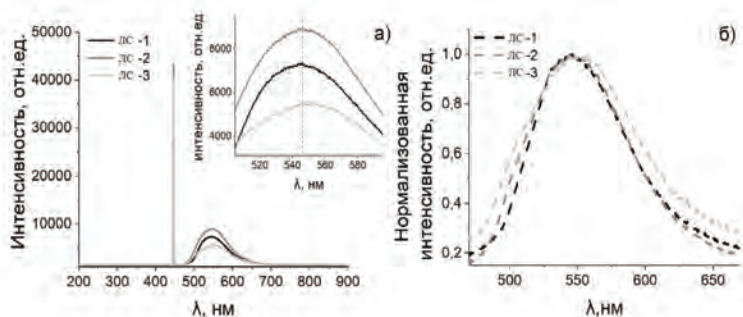 50000
40000
30000
20000
10000
Интенсивность, отн.ед.
200 300 400 500 600 700 800 900
λ, нм
ЛС -1
ЛС -2
ЛС -3
а)
8000
6000
4000
интенсивность, отн.ед.
520 540 560 580
λ, нм
б)
ЛС -1
ЛС -2
ЛС -3
1,0
0,8
0,6
0,4
0,2
Нормализованная
интенсивность, отн.ед.
500 550 600 650
λ,нм